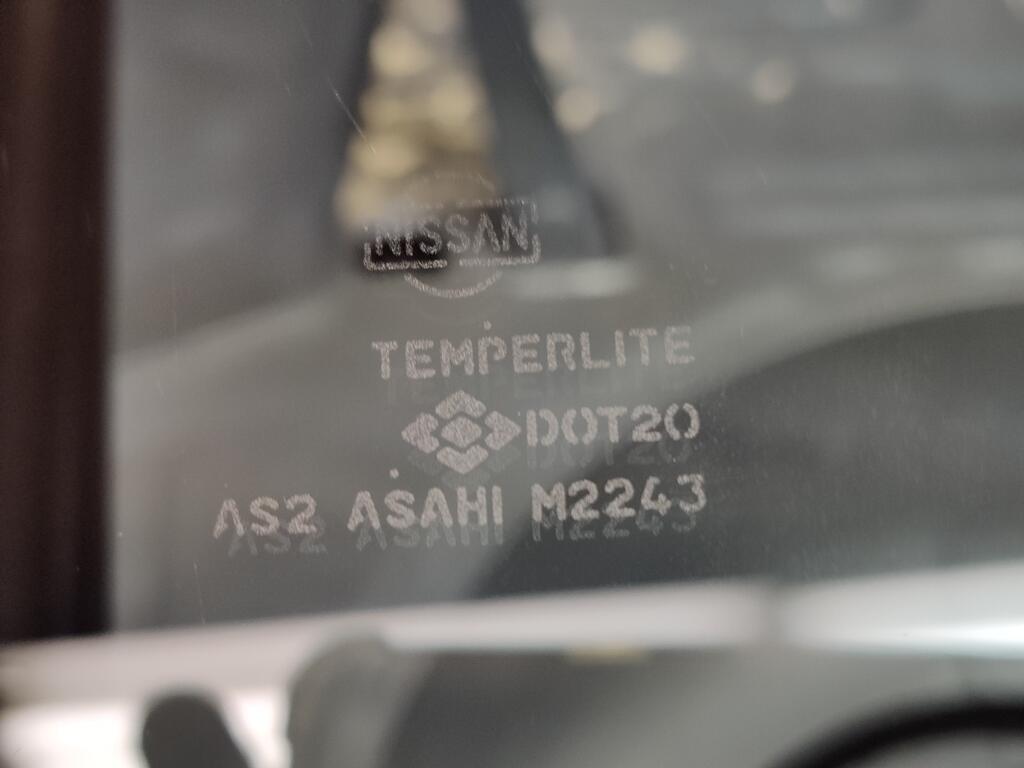 NISSAN
TEMPERLITE
DOT20
AS2 ASAHI M2243